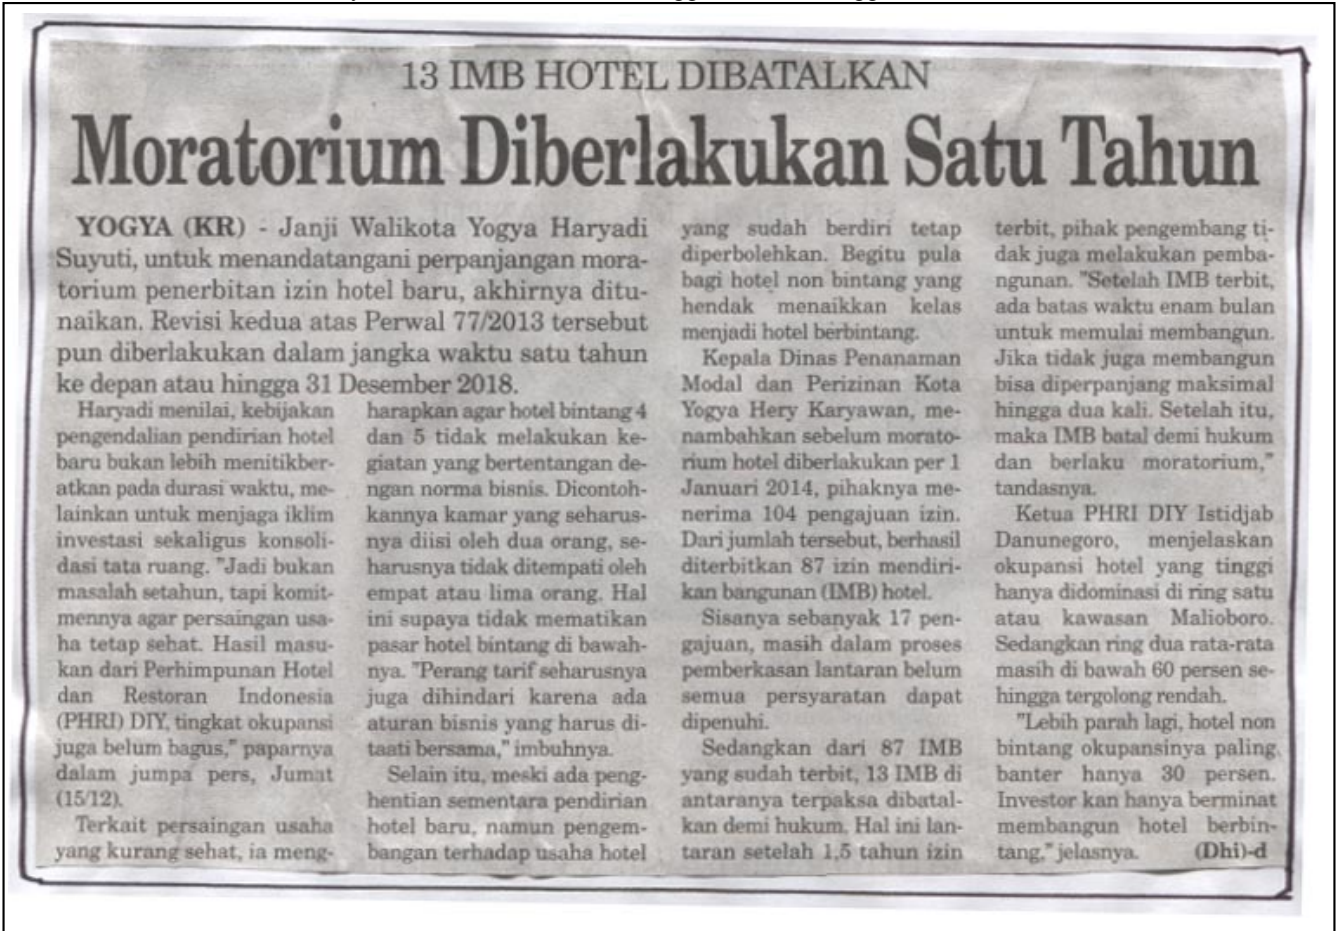 13 IMB HOTEL DIBATALKAN
Moratorium Diberlakukan Satu Tahun
YOGYA (KR) - Janji Walikota Yogya Haryadi
Suyuti, untuk menandatangani perpanjangan mora-
torium penerbitan izin hotel baru, akhirnya ditu-
naikan. Revisi kedua atas Perwal 77/2013 tersebut
pun diberlakukan dalam jangka waktu satu tahun
ke depan atau hingga 31 Desember 2018.
Haryadi menilai, kebijakan
pengendalian pendirian hotel
baru bukan lebih menitikber-
atkan pada durasi waktu, me-
lainkan untuk menjaga iklim
investasi sekaligus konsoli-
dasi tata ruang. "Jadi bukan
masalah setahun, tapi komit-
mennya agar persaingan usa-
ha tetap sehat. Hasil masu-
kan dari Perhimpunan Hotel
dan Restoran Indonesia
(PHRI) DIY, tingkat okupansi
juga belum bagus," paparnya
dalam jumpa pers, Jumat
(15/12).
Terkait persaingan usaha
yang kurang sehat, ia meng-
harapkan agar hotel bintang 4
dan 5 tidak melakukan ke-
giatan yang bertentangan de-
ngan norma bisnis. Dicontoh-
kannya kamar yang seharus-
nya diisi oleh dua orang, se-
harusnya tidak ditempati oleh
empat atau lima orang. Hal
ini supaya tidak mematikan
pasar hotel bintang di bawah-
nya. "Perang tarif seharusnya
juga dihindari karena ada
aturan bisnis yang harus di-
taati bersama," imbuhnya.
Selain itu, meski ada peng-
hentian sementara pendirian
hotel baru, namun pengem-
bangan terhadap usaha hotel
yang sudah berdiri tetap
diperbolehkan. Begitu pula
bagi hotel non bintang yang
hendak menaikkan kelas
menjadi hotel berbintang.
Kepala Dinas Penanaman
Modal dan Perizinan Kota
Yogya Hery Karyawan, me-
nambahkan sebelum morato-
rium hotel diberlakukan per 1
Januari 2014, pihaknya me-
nerima 104 pengajuan izin.
Dari jumlah tersebut, berhasil
diterbitkan 87 izin mendiri-
kan bangunan (IMB) hotel.
Sisanya sebanyak 17 pen-
gajuan, masih dalam proses
pemberkasan lantaran belum
semua persyaratan dapat
dipenuhi.
Sedangkan dari 87 IMB
yang sudah terbit, 13 IMB di
antaranya terpaksa dibatal-
kan demi hukum. Hal ini lan-
taran setelah 1,5 tahun izin
terbit, pihak pengembang ti-
dak juga melakukan pemba-
ngunan. "Setelah IMB terbit,
ada batas waktu enam bulan
untuk memulai membangun.
Jika tidak juga membangun
bisa diperpanjang maksimal
hingga dua kali. Setelah itu,
maka IMB batal demi hukum
dan berlaku moratorium,"
tandasnya.
Ketua PHRI DIY Istidjab
Danunegoro, menjelaskan
okupansi hotel yang tinggi
hanya didominasi di ring satu
atau kawasan Malioboro.
Sedangkan ring dua rata-rata
masih di bawah 60 persen se-
hingga tergolong rendah.
"Lebih parah lagi, hotel non
bintang okupansinya paling
banter hanya 30 persen.
Investor kan hanya berminat
membangun hotel berbin-
tang," jelasnya. (Dhi)-d